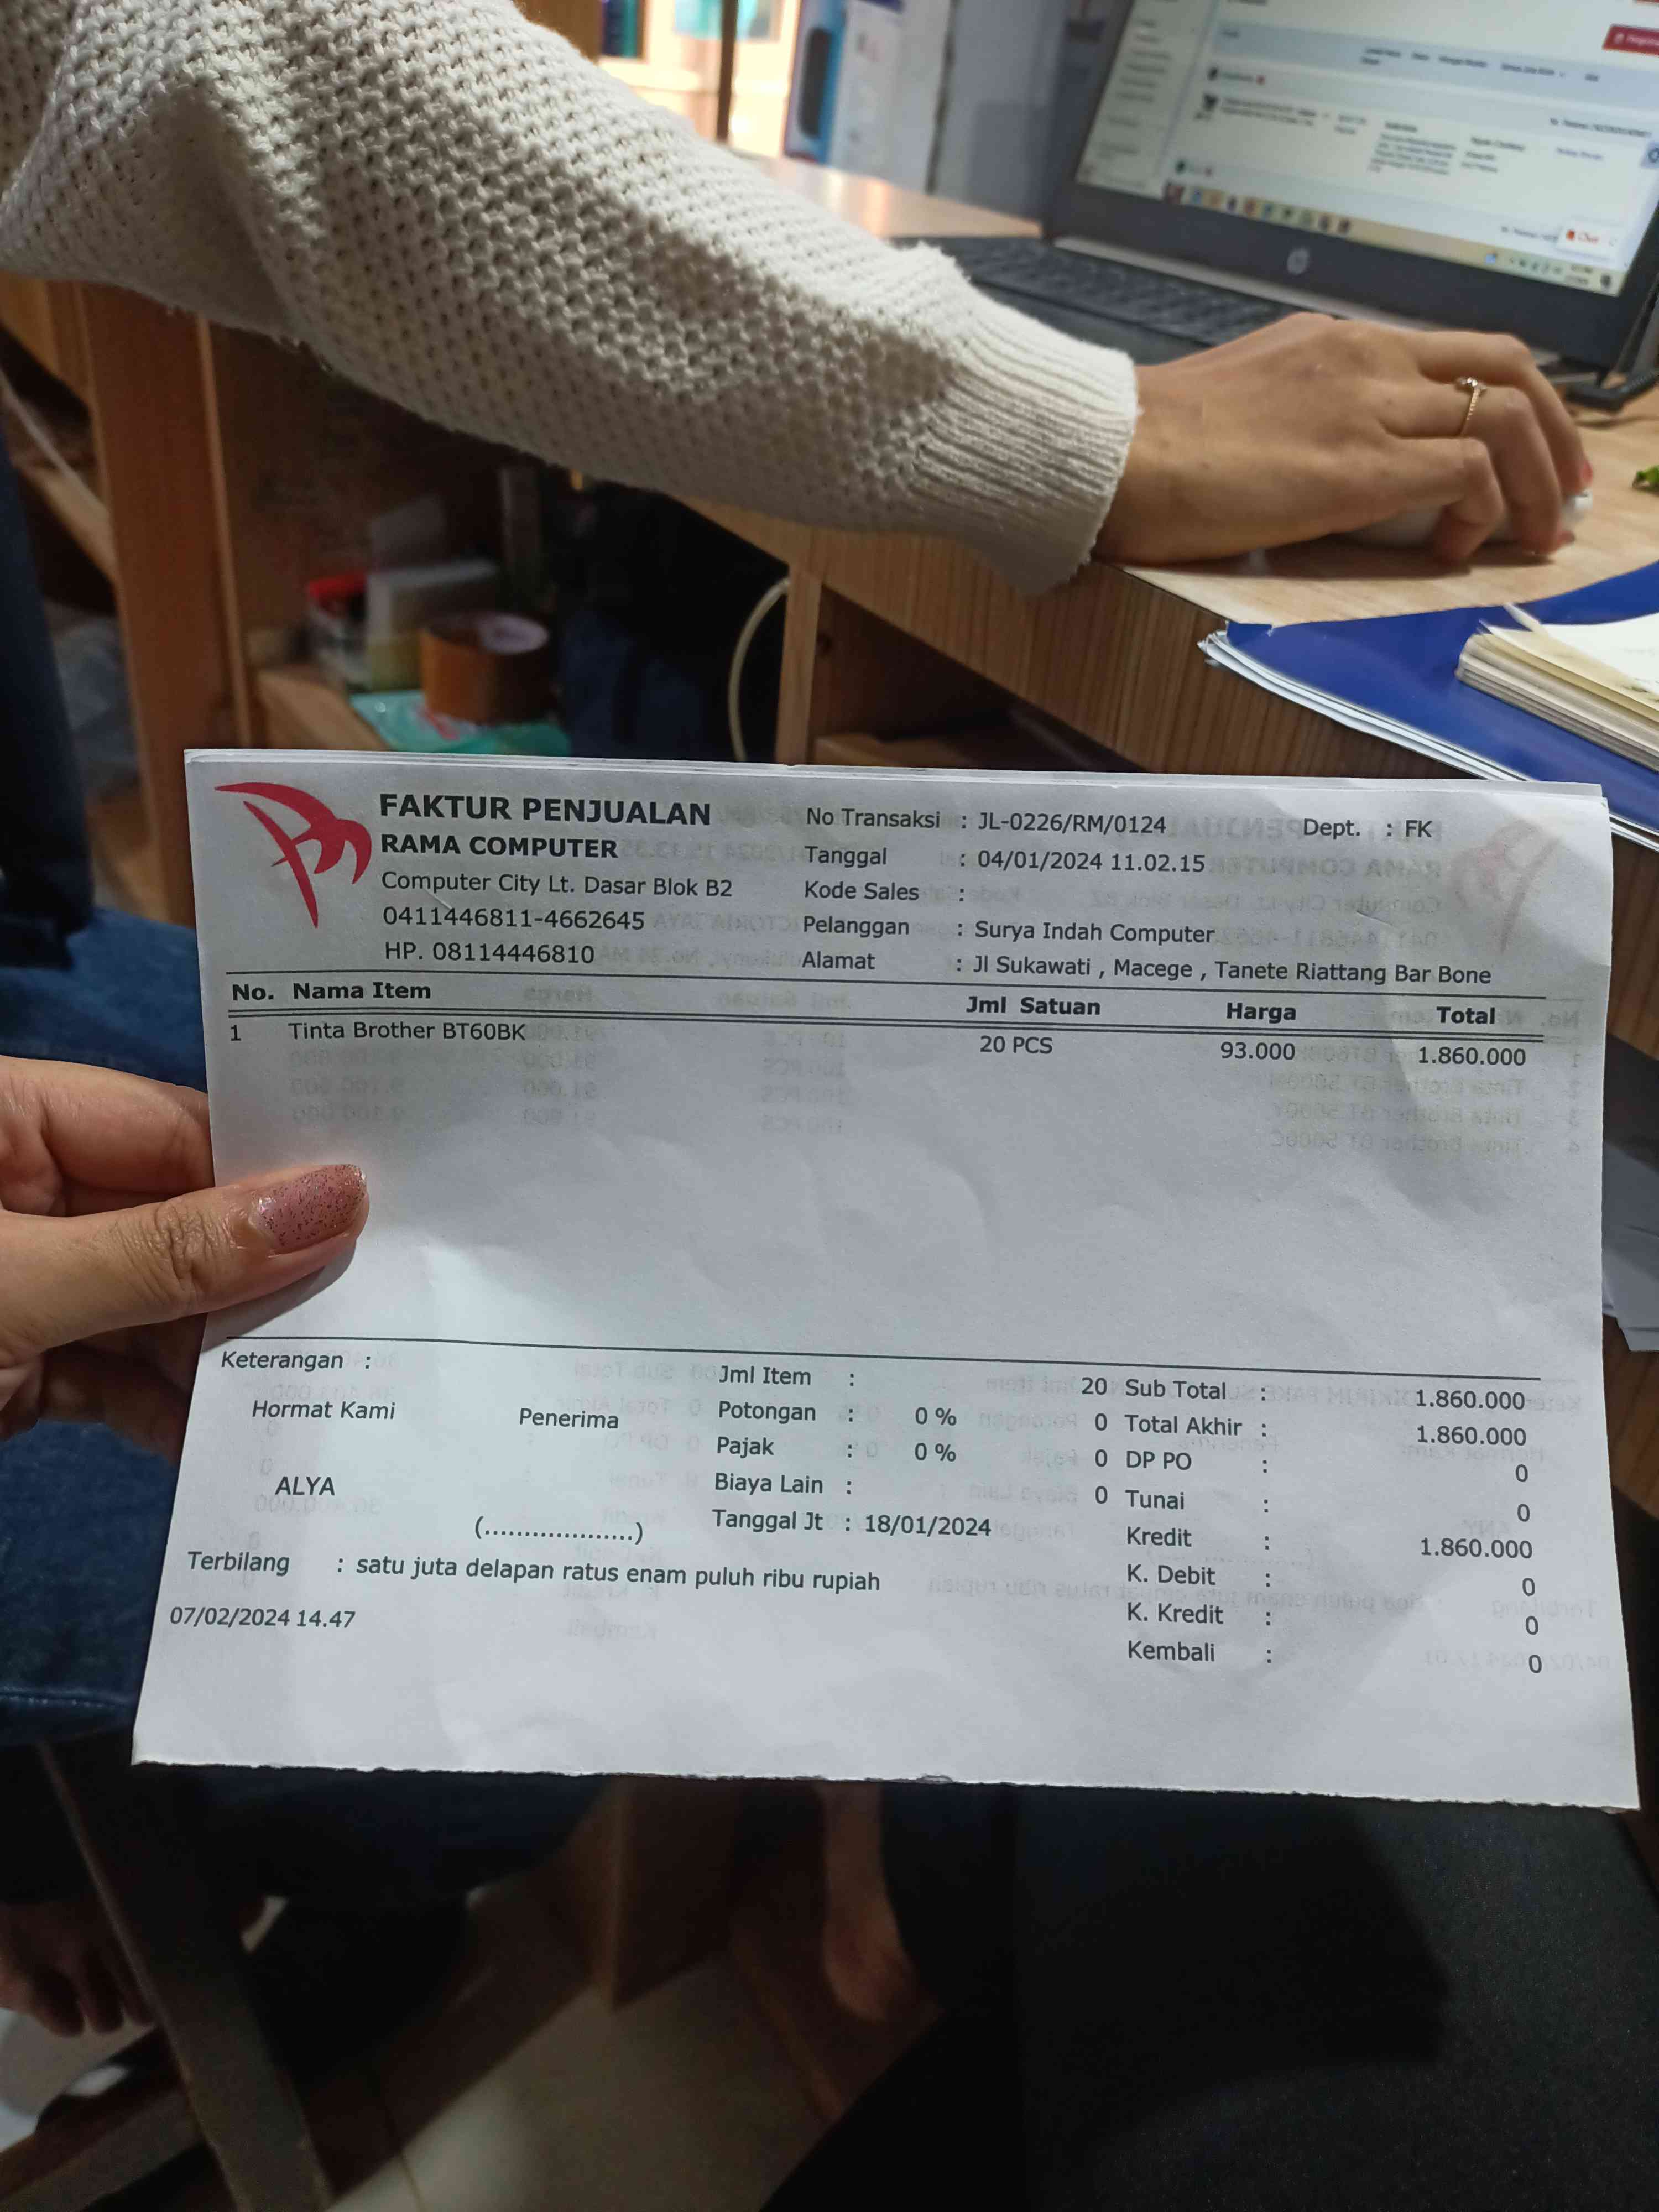 FAKTUR PENJUALAN
RAMA COMPUTER
Computer City Lt. Dasar Blok B2
0411446811-4662645
HP. 08114446810
No Transaksi : JL-0226/RM/0124 Dept. : FK
Tanggal : 04/01/2024 11.02.15
Kode Sales :
Pelanggan : Surya Indah Computer
Alamat : Jl Sukawati , Macege , Tanete Riattang Bar Bone
No. Nama Item Jml Satuan Harga Total
1 Tinta Brother BT60BK 20 PCS 93.000 1.860.000
Keterangan :
Hormat Kami Penerima
ALYA
(...................)
Jml Item : 20
Potongan : 0 % 0
Pajak : 0 % 0
Biaya Lain : 0
Tanggal Jt : 18/01/2024
Sub Total : 1.860.000
Total Akhir : 1.860.000
DP PO : 0
Tunai : 0
Kredit : 1.860.000
K. Debit : 0
K. Kredit : 0
Kembali : 0
Terbilang : satu juta delapan ratus enam puluh ribu rupiah
07/02/2024 14.47
hp
Chat